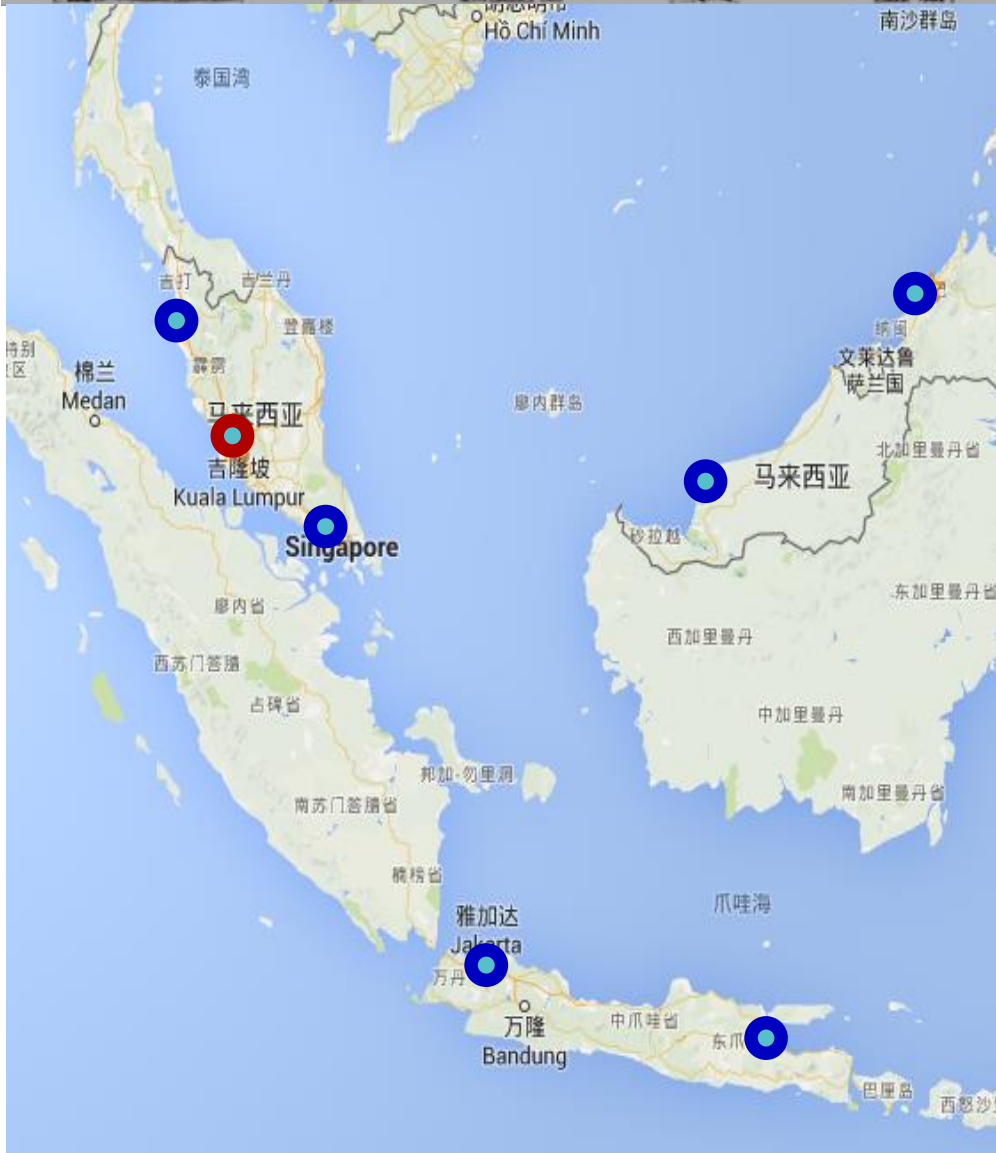 Hồ Chí Minh
南沙群岛
泰国湾
吉打
吉兰丹
登嘉楼
特别
棉兰
Medan
霹雳
马来西亚
吉隆坡
Kuala Lumpur
Singapore
廖内群岛
纳闽
文莱达鲁
萨兰国
北加里曼丹省
马来西亚
砂拉越
东加里曼丹省
西加里曼丹
中加里曼丹
南加里曼丹省
廖内省
西苏门答腊
占碑省
邦加-勿里洞
南苏门答腊省
楠榜省
爪哇海
雅加达
Jakarta
万丹
万隆
Bandung
中爪哇省
东爪
巴厘岛